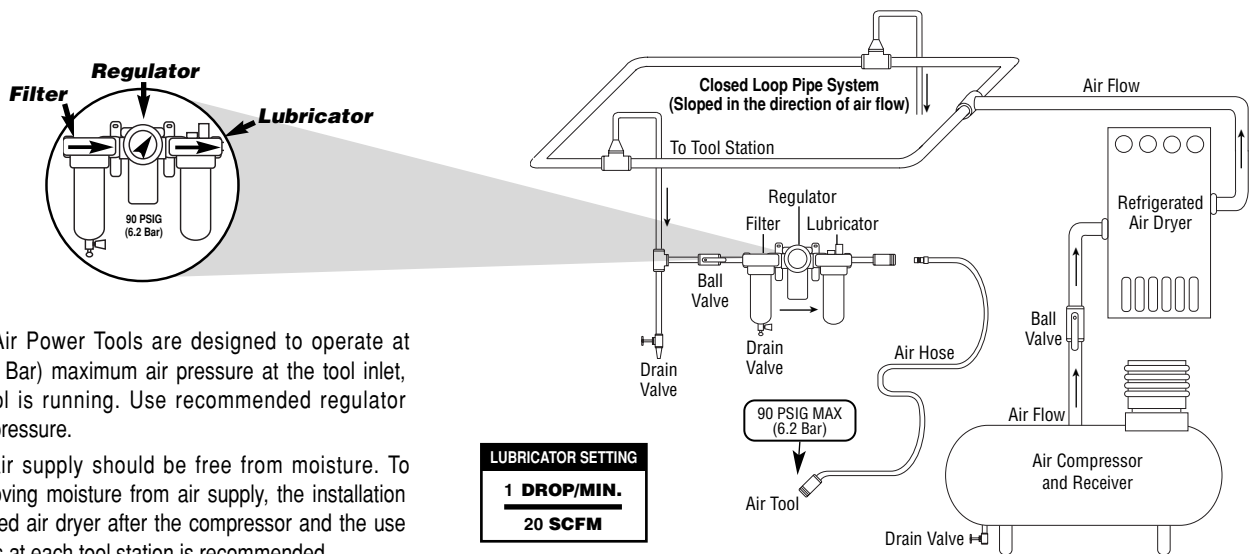 Regulator
Filter
Lubricator
90 PSIG
(6.2 Bar)
Closed Loop Pipe System
(Sloped in the direction of air flow)
Air Flow
To Tool Station
Refrigerated
Air Dryer
Regulator
Filter
Lubricator
Ball
Valve
Drain
Valve
Drain
Valve
Air Hose
Ball
Valve
90 PSIG MAX
(6.2 Bar)
Air Flow
Air Tool
Air Compressor
and Receiver
Drain Valve
LUBRICATOR SETTING
1 DROP/MIN.
20 SCFM
Air Power Tools are designed to operate at
Bar) maximum air pressure at the tool inlet,
is running. Use recommended regulator
ir supply should be free from moisture. To
moisture from air supply, the installation
ed air dryer after the compressor and the use
at each tool station is recommended